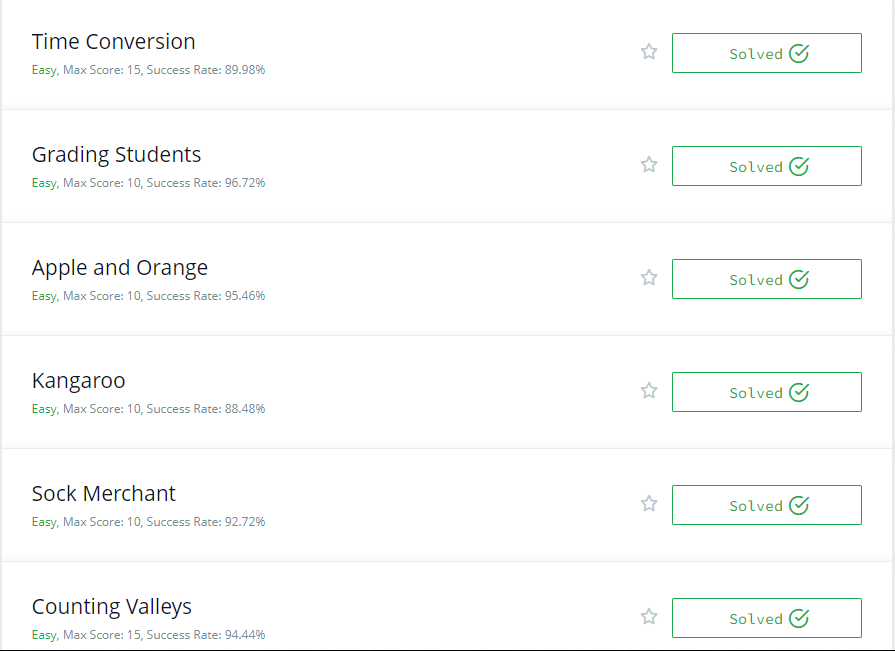 Time Conversion
Easy, Max Score: 15, Success Rate: 89.98%
Solved
Grading Students
Easy, Max Score: 10, Success Rate: 96.72%
Solved
Apple and Orange
Easy, Max Score: 10, Success Rate: 95.46%
Solved
Kangaroo
Easy, Max Score: 10, Success Rate: 88.48%
Solved
Sock Merchant
Easy, Max Score: 10, Success Rate: 92.72%
Solved
Counting Valleys
Easy, Max Score: 15, Success Rate: 94.44%
Solved